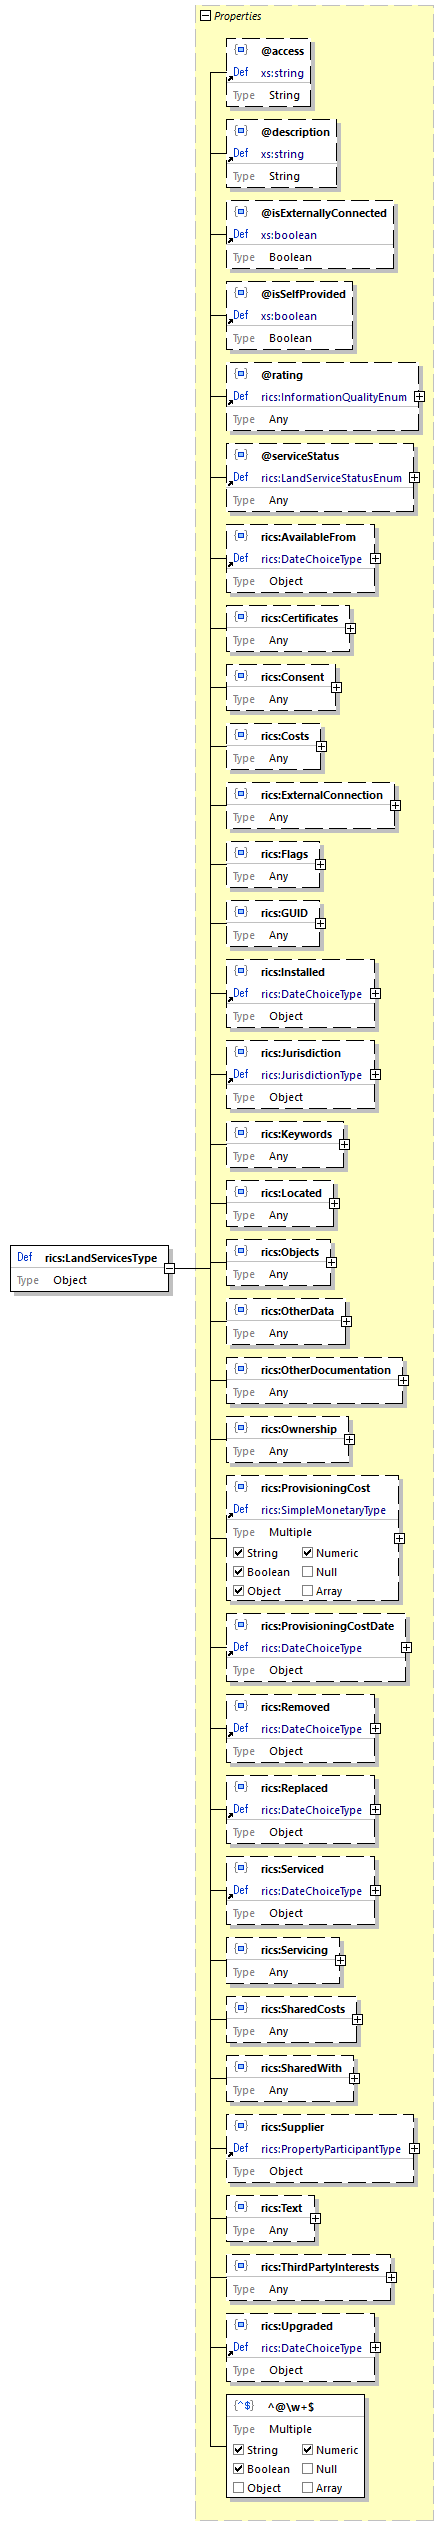 Properties
@access
Def xs:string
Type String
@description
Def xs:string
Type String
@isExternallyConnected
Def xs:boolean
Type Boolean
@isSelfProvided
Def xs:boolean
Type Boolean
@rating
Def rics:InformationQualityEnum
Type Any
@serviceStatus
Def rics:LandServiceStatusEnum
Type Any
rics:AvailableFrom
Def rics:DateChoiceType
Type Object
rics:Certificates
Type Any
rics:Consent
Type Any
rics:Costs
Type Any
rics:ExternalConnection
Type Any
rics:Flags
Type Any
rics:GUID
Type Any
rics:Installed
Def rics:DateChoiceType
Type Object
rics:Jurisdiction
Def rics:JurisdictionType
Type Object
rics:Keywords
Type Any
rics:Located
Type Any
Def rics:LandServicesType
Type Object
rics:Objects
Type Any
rics:OtherData
Type Any
rics:OtherDocumentation
Type Any
rics:Ownership
Type Any
rics:ProvisioningCost
Def rics:SimpleMonetaryType
Type Multiple
String Numeric
Boolean Null
Object Array
rics:ProvisioningCostDate
Def rics:DateChoiceType
Type Object
rics:Removed
Def rics:DateChoiceType
Type Object
rics:Replaced
Def rics:DateChoiceType
Type Object
rics:Serviced
Def rics:DateChoiceType
Type Object
rics:Servicing
Type Any
rics:SharedCosts
Type Any
rics:SharedWith
Type Any
rics:Supplier
Def rics:PropertyParticipantType
Type Object
rics:Text
Type Any
rics:ThirdPartyInterests
Type Any
rics:Upgraded
Def rics:DateChoiceType
Type Object
{^$} ^@\w+$
Type Multiple
String Numeric
Boolean Null
Object Array